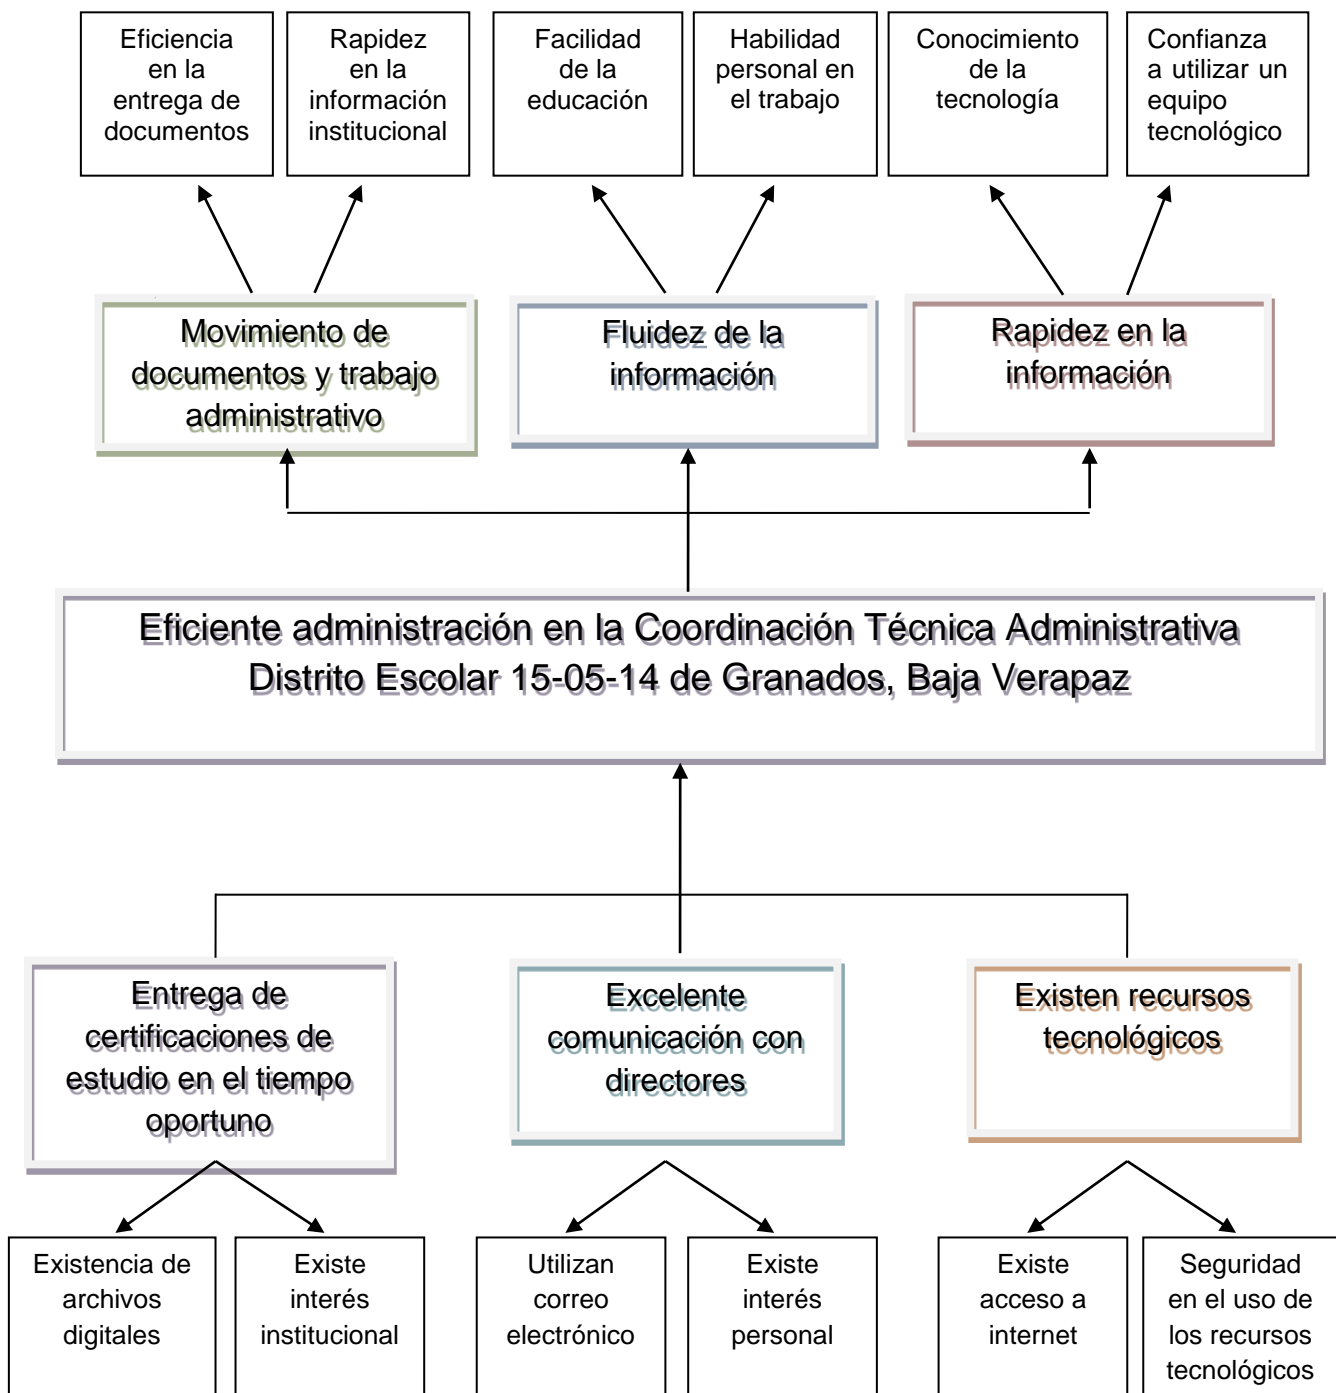 Eficiencia
en la
entrega de
documentos
Rapidez
en la
información
institucional
Facilidad
de la
educación
Habilidad
personal en
el trabajo
Conocimiento
de la
tecnología
Confianza
a utilizar un
equipo
tecnológico
Movimiento de
documentos y trabajo
administrativo
Fluidez de la
información
Rapidez en la
información
Eficiente administración en la Coordinación Técnica Administrativa
Distrito Escolar 15-05-14 de Granados, Baja Verapaz
Entrega de
certificaciones de
estudio en el tiempo
oportuno
Excelente
comunicación con
directores
Existen recursos
tecnológicos
Existencia de
archivos
digitales
Existe
interés
institucional
Utilizan
correo
electrónico
Existe
interés
personal
Existe
acceso a
internet
Seguridad
en el uso de
los recursos
tecnológicos